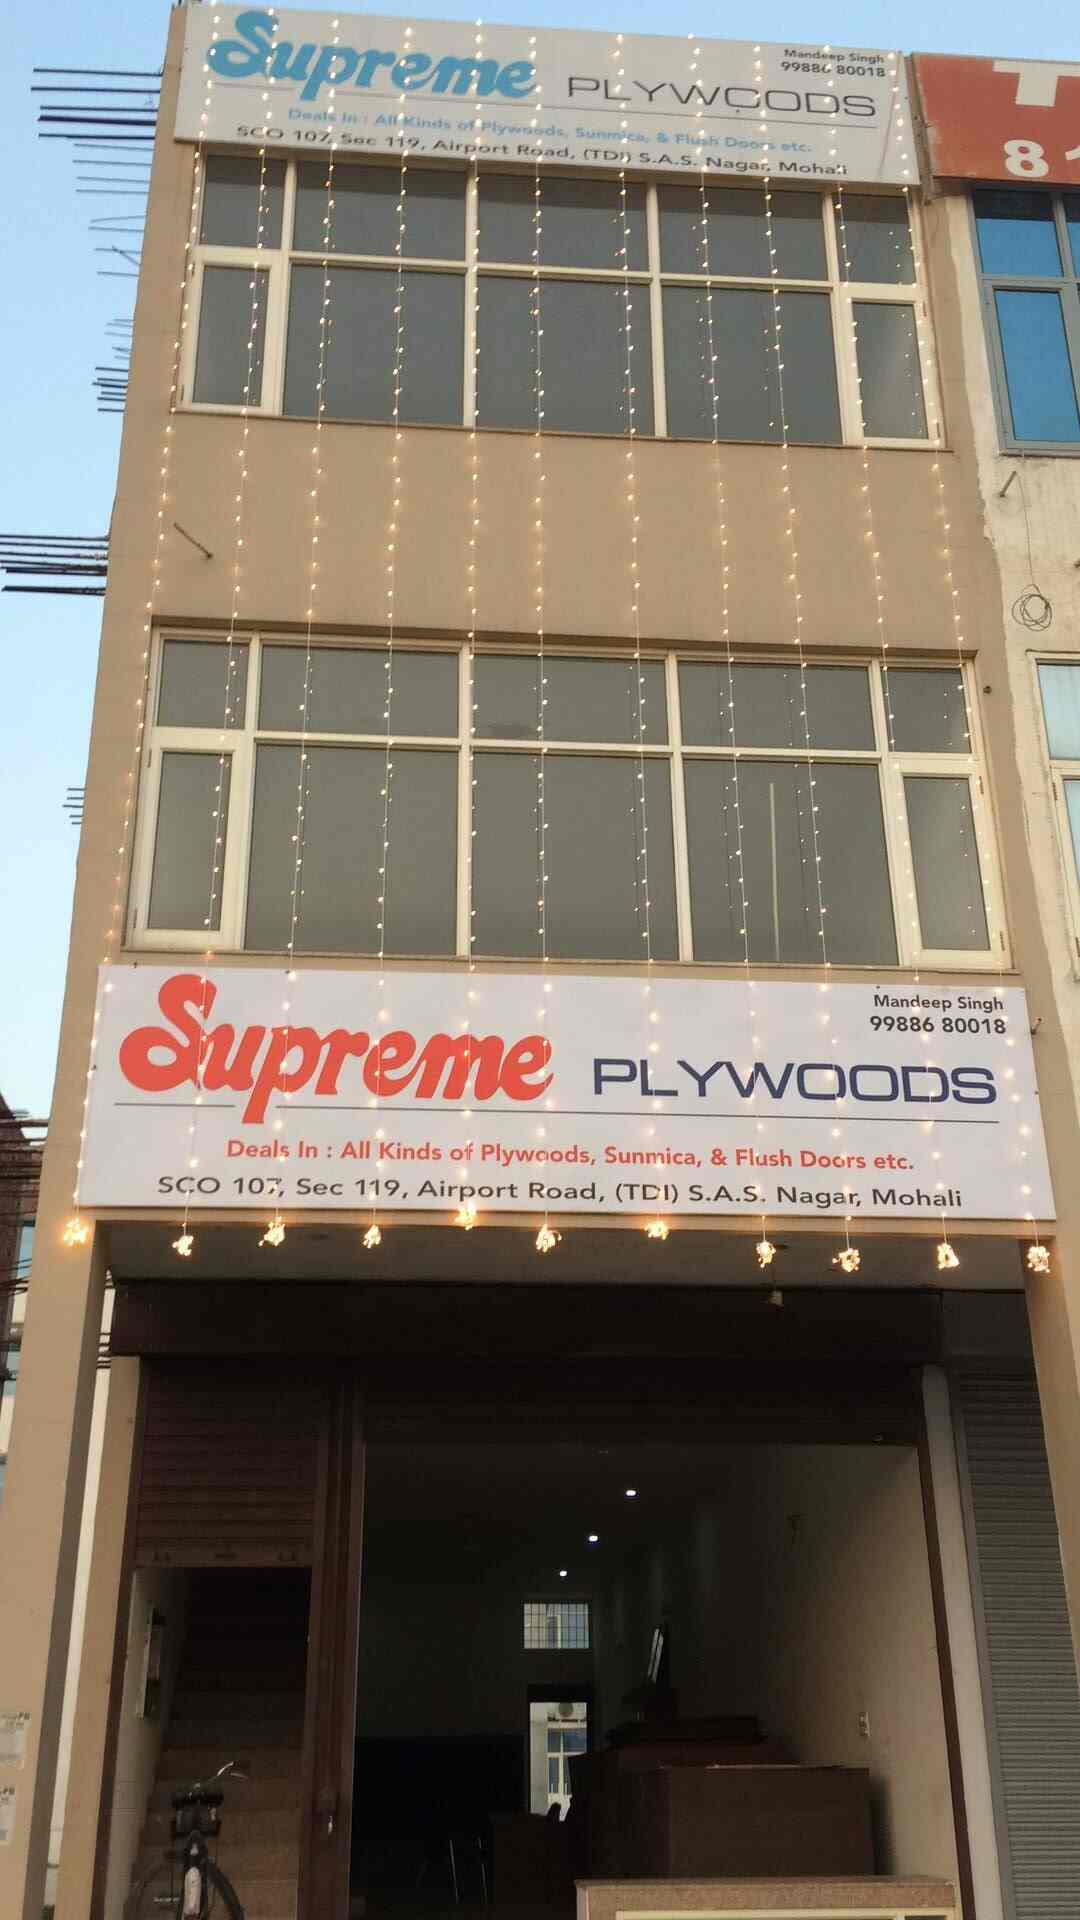 Supreme PLYWOODS
Mandeep Singh
99886 80018
Deals In : All Kinds of Plywoods, Sunmica, & Flush Doors etc.
SCO 107, Sec 119, Airport Road, (TDI) S.A.S. Nagar, Mohali
T
81
Supreme PLYWOODS
Mandeep Singh
99886 80018
Deals In : All Kinds of Plywoods, Sunmica, & Flush Doors etc.
SCO 107, Sec 119, Airport Road, (TDI) S.A.S. Nagar, Mohali